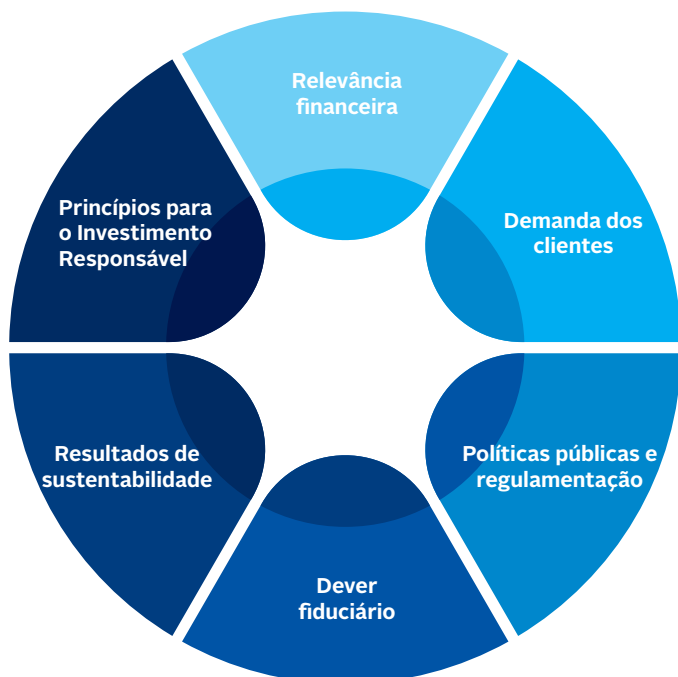 Relevância
financeira
Demanda dos
clientes
Políticas públicas e
regulamentação
Dever
fiduciário
Resultados de
sustentabilidade
Princípios para
o Investimento
Responsável